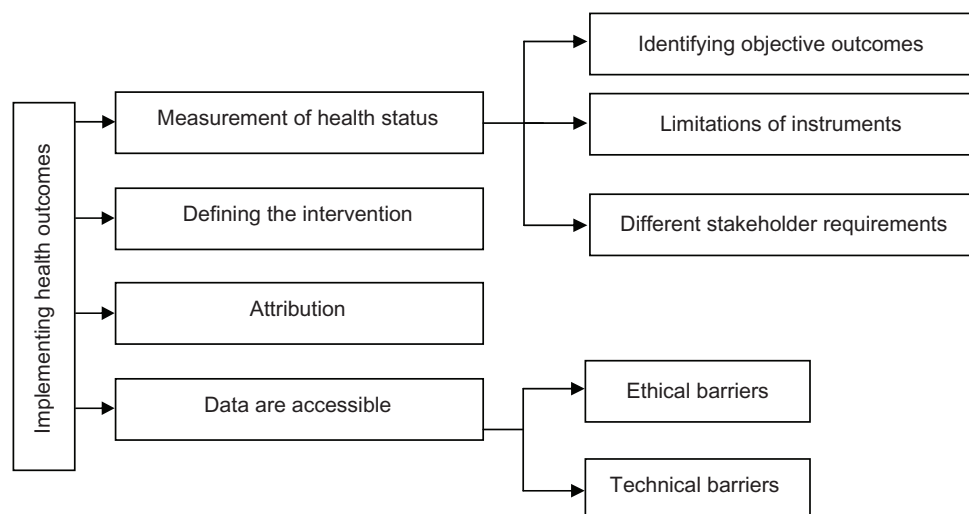 Implementing health outcomes
Measurement of health status
Identifying objective outcomes
Limitations of instruments
Different stakeholder requirements
Defining the intervention
Attribution
Data are accessible
Ethical barriers
Technical barriers